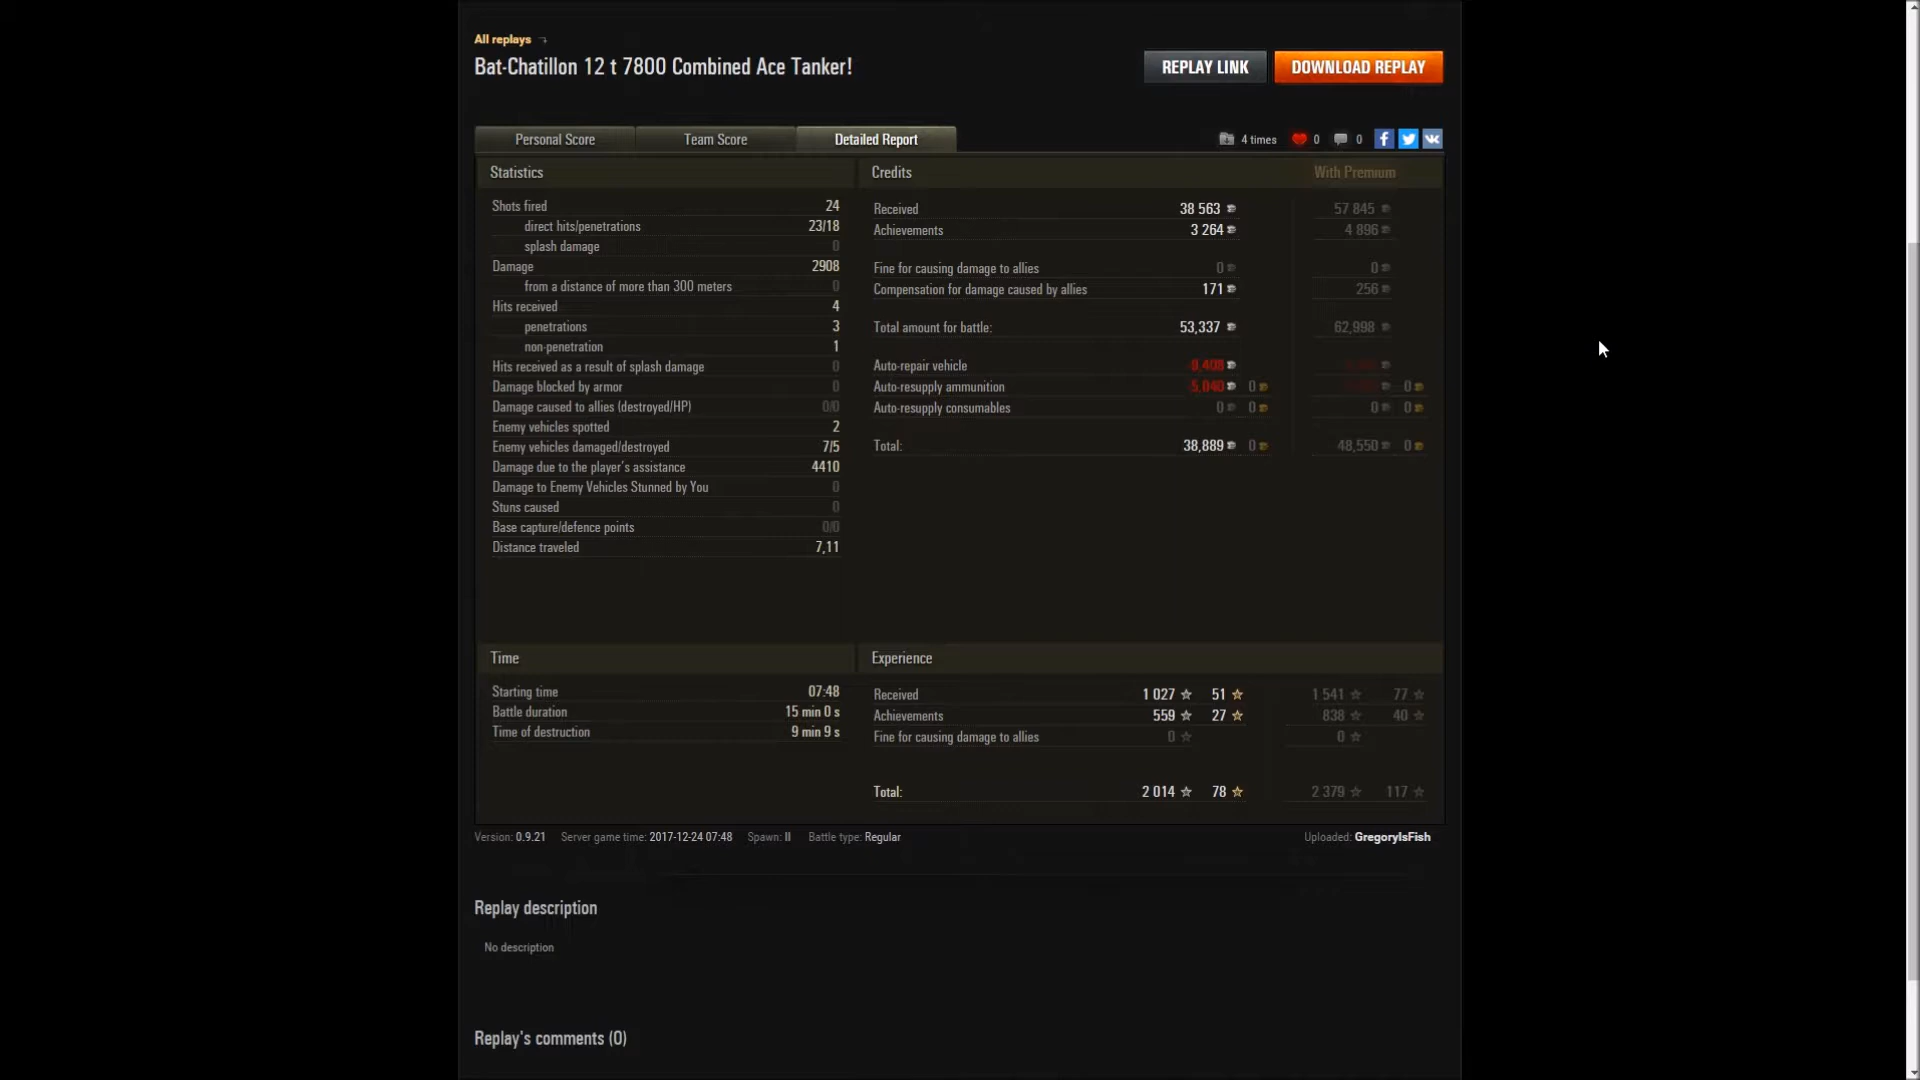 All replays
Bat-Chatillon 12 t 7800 Combined Ace Tanker!
REPLAY LINK
DOWNLOAD REPLAY
Personal Score
Team Score
Detailed Report
4 times
0
0
Statistics
Shots fired 24
direct hits/penetrations 23/18
splash damage 0
Damage 2908
from a distance of more than 300 meters 0
Hits received 4
penetrations 3
non-penetration 1
Hits received as a result of splash damage 0
Damage blocked by armor 0
Damage caused to allies (destroyed/HP) 0/0
Enemy vehicles spotted 2
Enemy vehicles damaged/destroyed 7/5
Damage due to the player's assistance 4410
Damage to Enemy Vehicles Stunned by You 0
Stuns caused 0
Base capture/defence points 0/0
Distance traveled 7,11
Credits With Premium
Received 38 563 57 845
Achievements 3 264 4 896
Fine for causing damage to allies 0 0
Compensation for damage caused by allies 171 256
Total amount for battle: 53,337 62,998
Auto-repair vehicle
Auto-resupply ammunition 0 0
Auto-resupply consumables 0 0 0 0
Total: 38,889 0 48,550 0
Time
Starting time 07:48
Battle duration 15 min 0 s
Time of destruction 9 min 9 s
Experience
Received 1 027 51 1 541 77
Achievements 559 27 838 40
Fine for causing damage to allies 0 0
Total: 2 014 78 2 379 117
Version: 0.9.21 Server game time: 2017-12-24 07:48 Spawn: II Battle type: Regular
Uploaded: GregoryIsFish
Replay description
No description
Replay's comments (0)